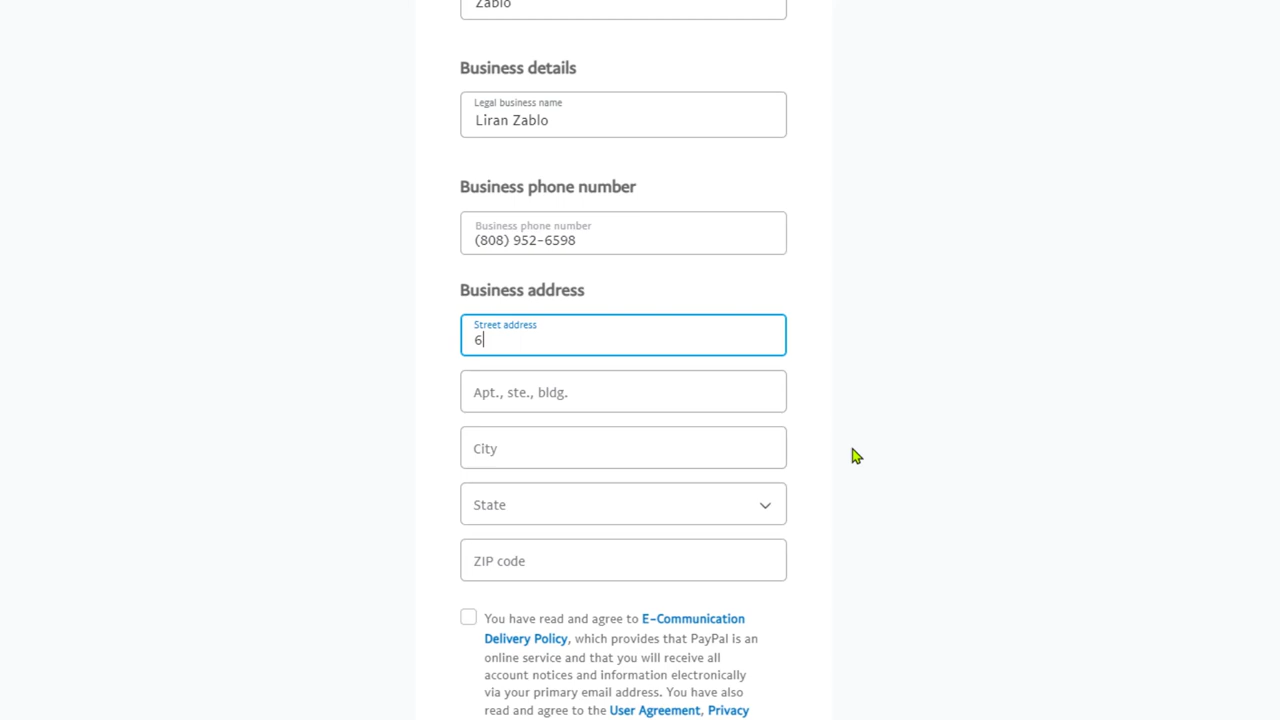 Zablo
Business details
Legal business name
Liran Zablo
Business phone number
Business phone number
(808) 952-6598
Business address
Street address
6
Apt., ste., bldg.
City
State
ZIP code
You have read and agree to E-Communication
Delivery Policy, which provides that PayPal is an
online service and that you will receive all
account notices and information electronically
via your primary email address. You have also
read and agree to the User Agreement, Privacy